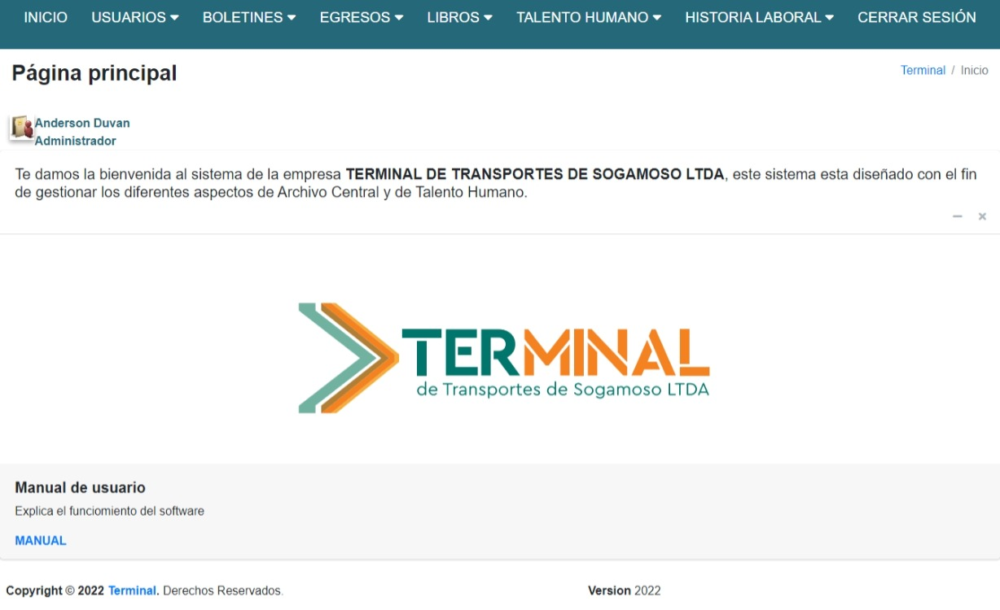 INICIO USUARIOS BOLETINES EGRESOS LIBROS TALENTO HUMANO HISTORIA LABORAL CERRAR SESIÓN
Página principal
Terminal / Inicio
Anderson Duvan
Administrador
Te damos la bienvenida al sistema de la empresa TERMINAL DE TRANSPORTES DE SOGAMOSO LTDA, este sistema esta diseñado con el fin
de gestionar los diferentes aspectos de Archivo Central y de Talento Humano.
TERMINAL
de Transportes de Sogamoso LTDA
Manual de usuario
Explica el funciomiento del software
MANUAL
Copyright © 2022 Terminal. Derechos Reservados.
Version 2022